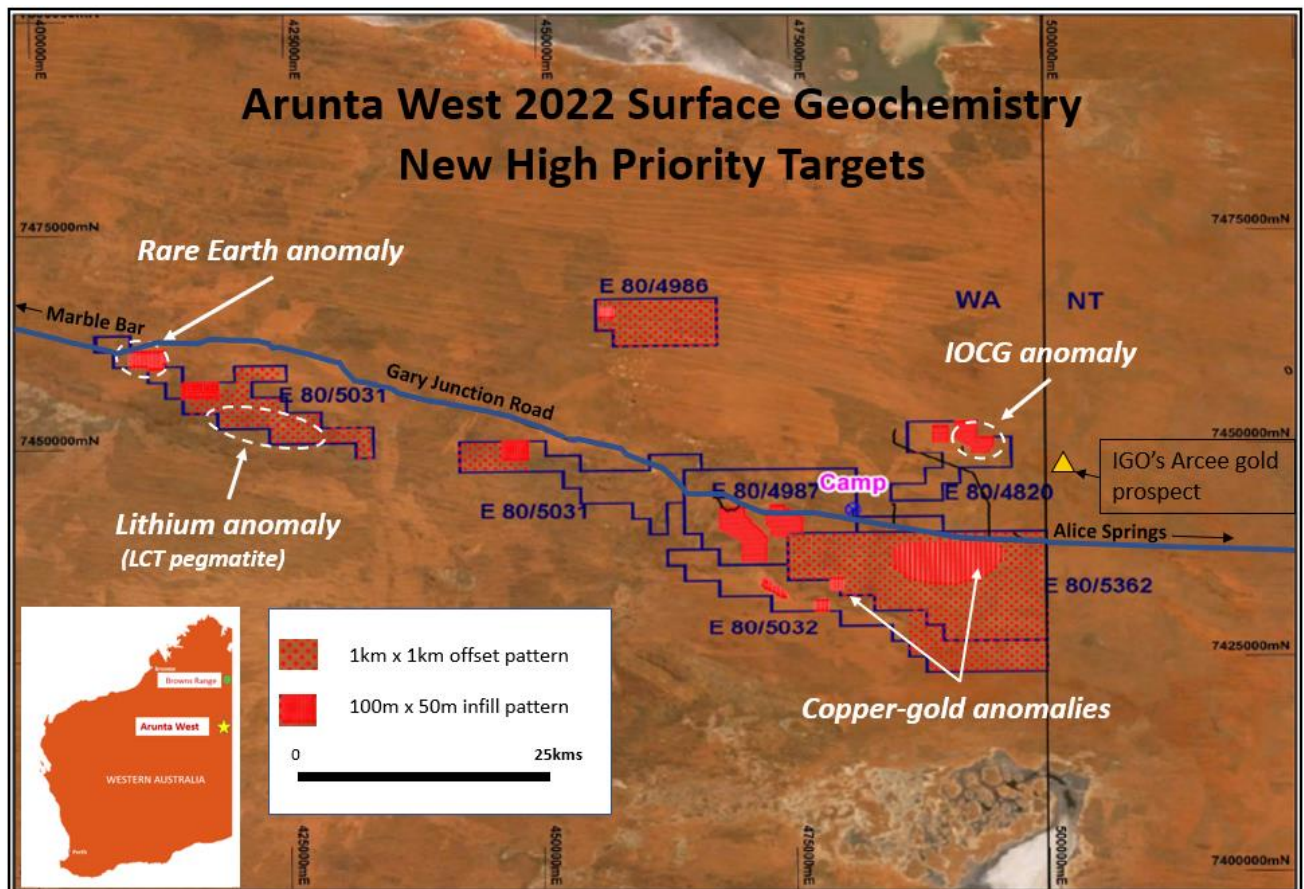 400000mE
425000mE
450000mE
475000mE
500000mE
Arunta West 2022 Surface Geochemistry
New High Priority Targets
7475000mN
7475000mN
Rare Earth anomaly
E 80/4986
WA
NT
Marble Bar
IOCG anomaly
Gary Junction Road
E 80/5031
7450000mN
7450000mN
IGO's Arcee gold
prospect
E 80/4987
Camp
E 80/4820
E 80/5031
Lithium anomaly
(LCT pegmatite)
Alice Springs
E 80/5362
E 80/5032
7425000mN
Copper-gold anomalies
Broome
Browns Range
Arunta West
WESTERN AUSTRALIA
Perth
1km x 1km offset pattern
100m x 50m infill pattern
0
25kms
425000mE
450000mE
475000mE
500000mE
7400000mN